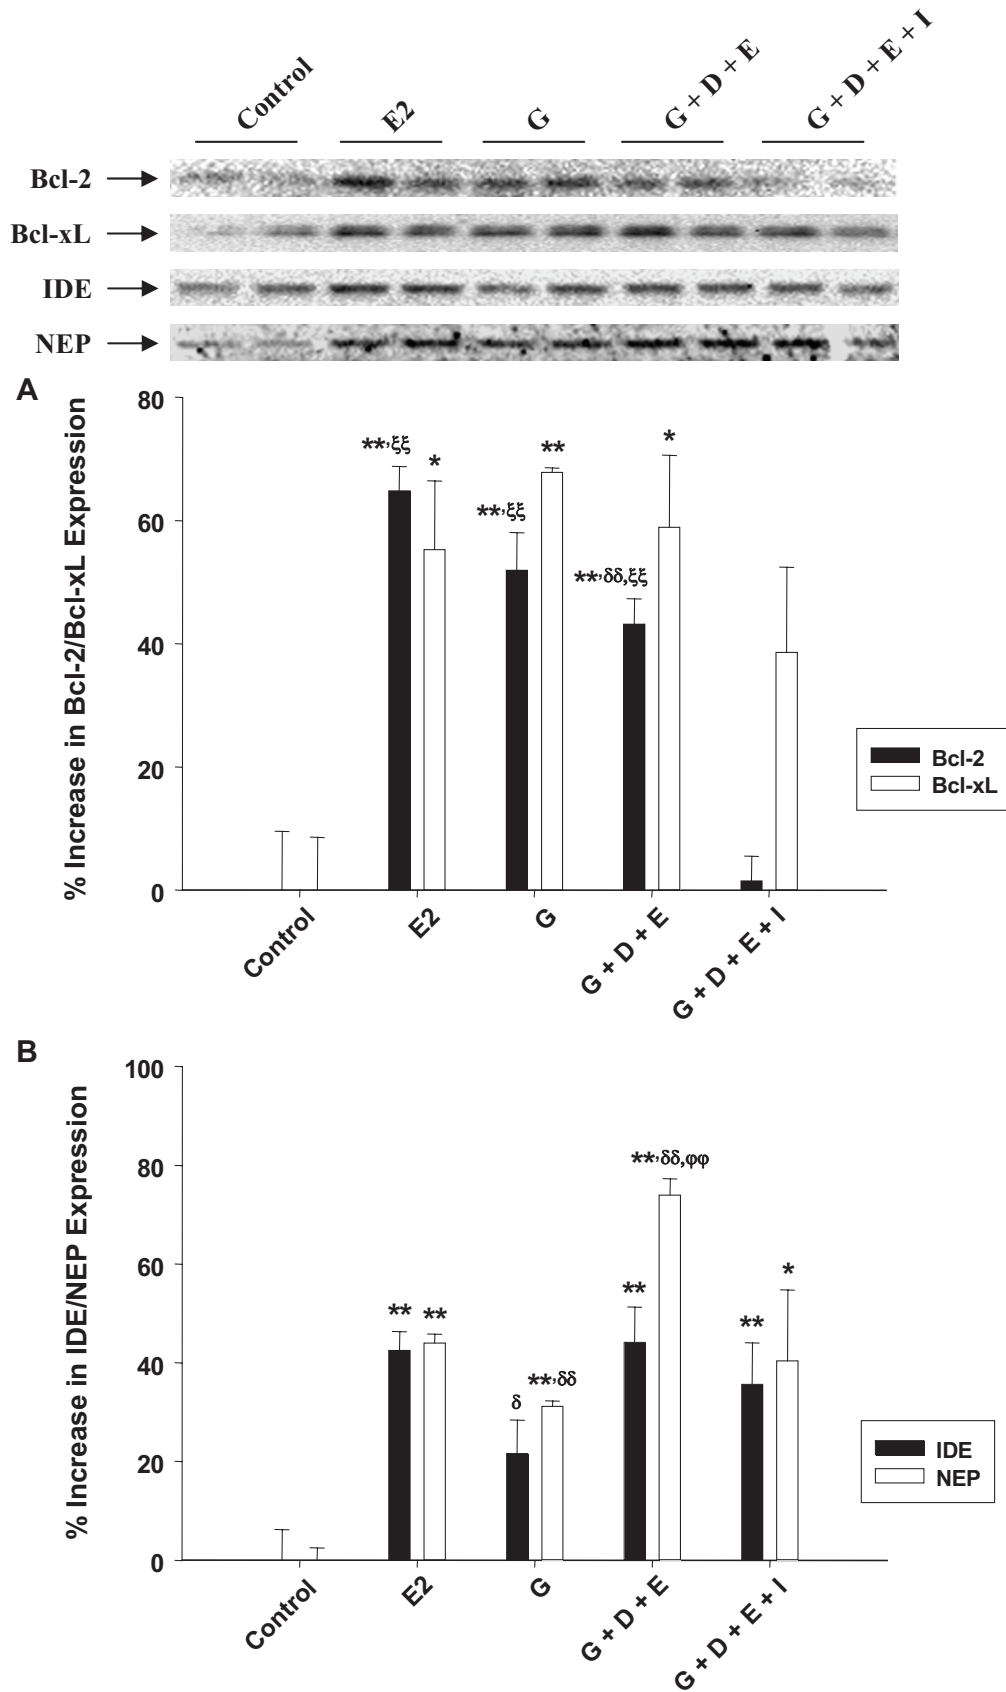 Control
E2
G
G + D + E
G + D + E + I
Bcl-2
Bcl-xL
IDE
NEP
A
% Increase in Bcl-2/Bcl-xL Expression
80
60
40
20
0
**,ξξ
*
**,ξξ
**
**,δδ,ξξ
*
Bcl-2
Bcl-xL
Control
E2
G
G + D + E
G + D + E + I
B
% Increase in IDE/NEP Expression
100
80
60
40
20
0
**
**
δ
**,δδ
**
**,δδ,φφ
**
*
IDE
NEP
Control
E2
G
G + D + E
G + D + E + I